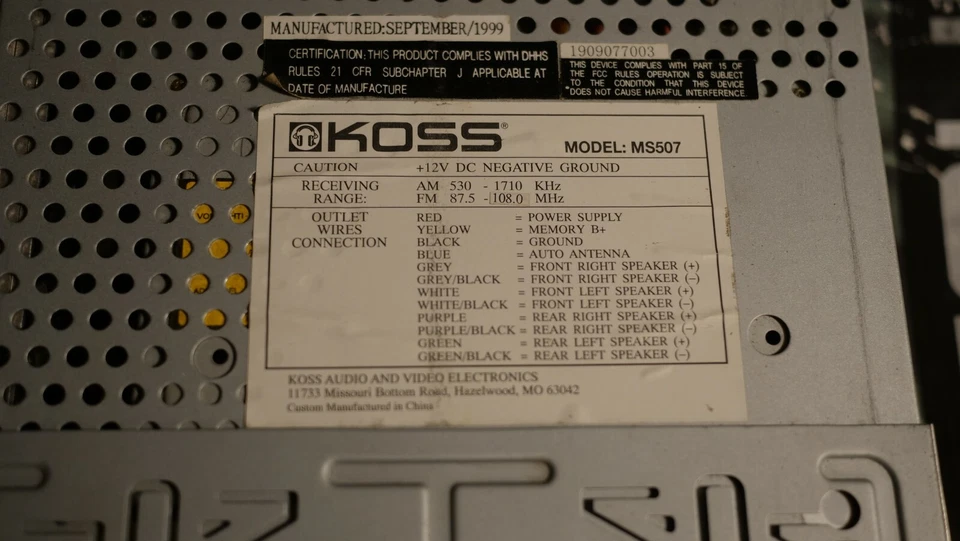 MANUFACTURED:SEPTEMBER/1999
CERTIFICATION: THIS PRODUCT COMPLIES WITH DHHS
RULES 21 CFR SUBCHAPTER J APPLICABLE AT
DATE OF MANUFACTURE
1909077003
THIS DEVICE COMPLIES WITH PART 15 OF
THE FCC RULES OPERATION IS SUBJECT
TO THE CONDITION THAT THIS DEVICE
DOES NOT CAUSE HARMFUL INTERFERENCE
KOSS®
MODEL: MS507
CAUTION +12V DC NEGATIVE GROUND
RECEIVING AM 530 - 1710 KHz
RANGE: FM 87.5 - 108.0 MHz
OUTLET RED = POWER SUPPLY
WIRES YELLOW = MEMORY B+
CONNECTION BLACK = GROUND
BLUE = AUTO ANTENNA
GREY = FRONT RIGHT SPEAKER (+)
GREY/BLACK = FRONT RIGHT SPEAKER (–)
WHITE = FRONT LEFT SPEAKER (+)
WHITE/BLACK = FRONT LEFT SPEAKER (–)
PURPLE = REAR RIGHT SPEAKER (+)
PURPLE/BLACK = REAR RIGHT SPEAKER (–)
GREEN = REAR LEFT SPEAKER (+)
GREEN/BLACK = REAR LEFT SPEAKER (–)
KOSS AUDIO AND VIDEO ELECTRONICS
11733 Missouri Bottom Road, Hazelwood, MO 63042
Custom Manufactured in China